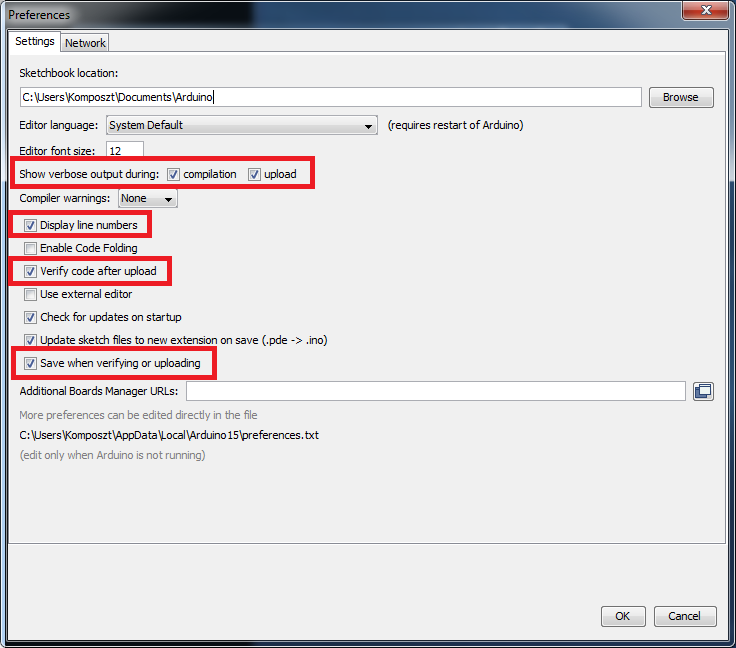 Preferences
Settings Network
Sketchbook location:
C:\Users\Komposzt\Documents\Arduino Browse
Editor language: System Default (requires restart of Arduino)
Editor font size: 12
Show verbose output during: compilation upload
Compiler warnings: None
Display line numbers
Enable Code Folding
Verify code after upload
Use external editor
Check for updates on startup
Update sketch files to new extension on save (.pde -> .ino)
Save when verifying or uploading
Additional Boards Manager URLs:
More preferences can be edited directly in the file
C:\Users\Komposzt\AppData\Local\Arduino15\preferences.txt
(edit only when Arduino is not running)
OK Cancel